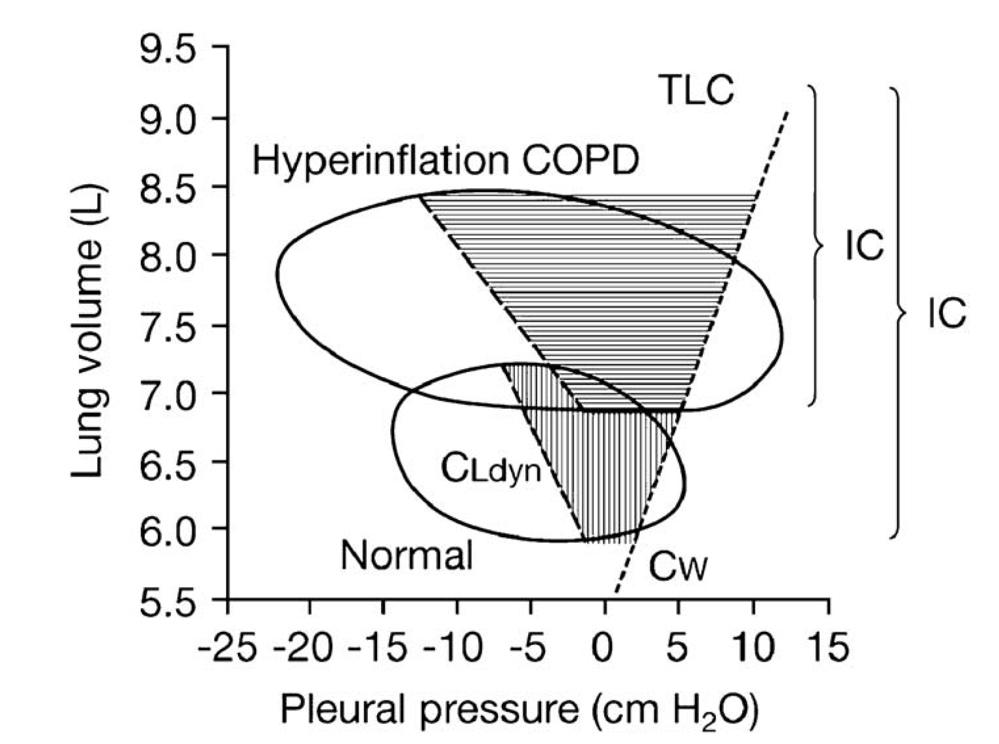 9.5
TLC
9.0
Hyperinflation COPD
8.5
IC
8.0
IC
7.5
7.0
Lung volume (L)
CLdyn
6.5
6.0
Normal
Cw
5.5
-25 -20 -15 -10 -5 0 5 10 15
Pleural pressure (cm H₂O)